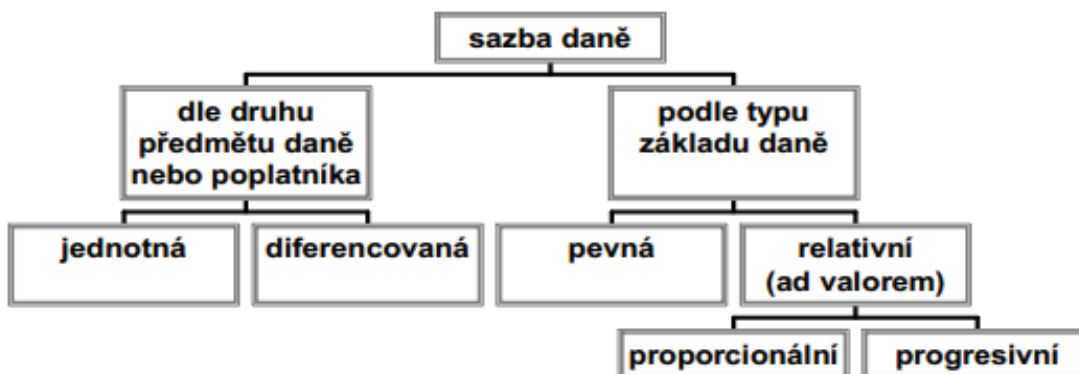 sazba daně
dle druhu
předmětu daně
nebo poplatníka
podle typu
základu daně
jednotná
diferencovaná
pevná
relativní
(ad valorem)
proporcionální
progresivní